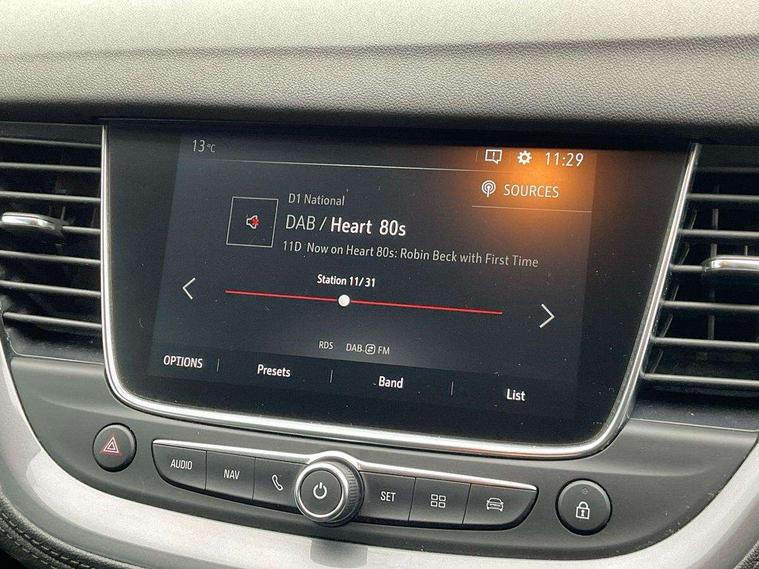 13°C
11:29
SOURCES
D1 National
DAB / Heart 80s
11D Now on Heart 80s: Robin Beck with First Time
Station 11/31
RDS DAB FM
OPTIONS Presets Band List
AUDIO NAV SET